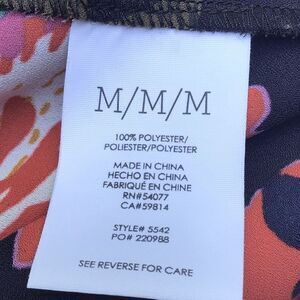 M/M/M
100% POLYESTER/
POLIESTER/POLYESTER
MADE IN CHINA
HECHO EN CHINA
FABRIQUÉ EN CHINE
RN#54077
CA#59814
STYLE# 5542
PO# 220988
SEE REVERSE FOR CARE